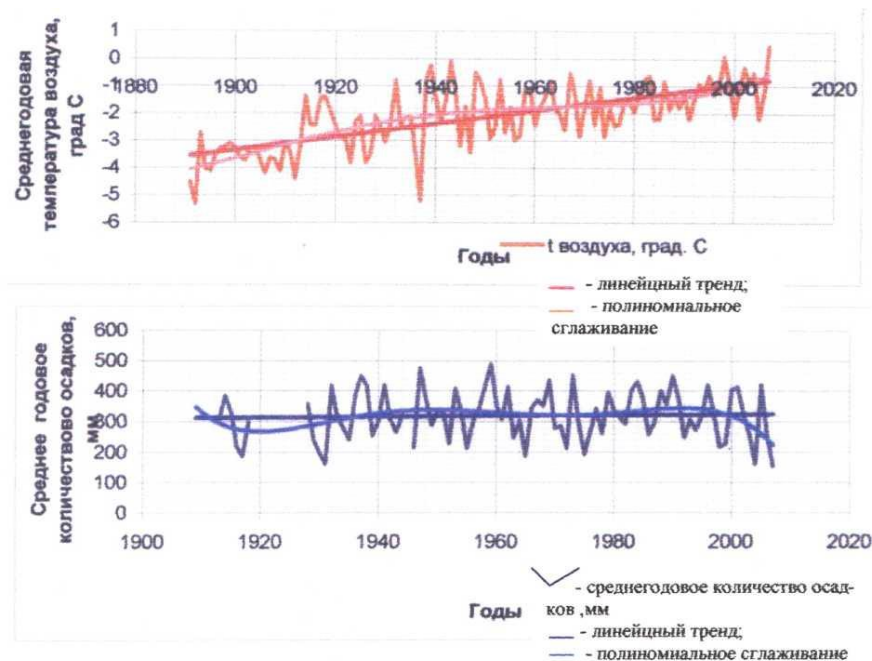 Среднегодовая
температура воздуха,
град С
1
0
-1
-2
-3
-4
-5
-6
1880 1900 1920 1940 1960 1980 2000 2020
Годы
t воздуха, град. С
- линейцный тренд;
- полиномиальное
сглаживание
Среднее годовое
количествово осадков,
мм
600
500
400
300
200
100
0
1900 1920 1940 1960 1980 2000 2020
Годы
- среднегодовое количество осад-
ков ,мм
- линейцный тренд;
- полиномиальное сглаживание